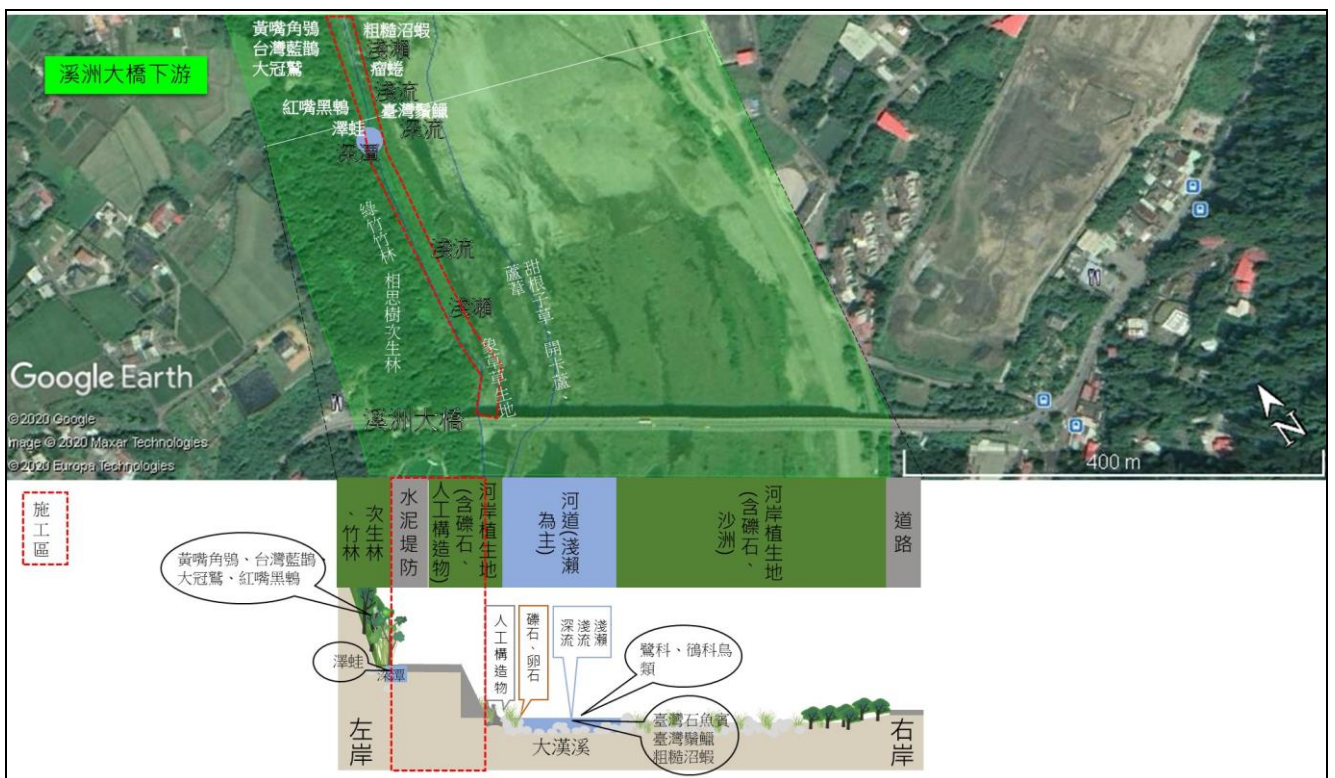 溪洲大橋下游
黃嘴角鴞
台灣藍鵲
大冠鷲
粗糙沼蝦
淺瀨
瘤蜷
淺流
紅嘴黑鵯
臺灣鬚鱲
澤蛙
深流
深潭
綠竹竹林 相思樹次生林
淺流
淺瀨
甜根子草、開卡蘆、
蘆葦
象草草生地
溪洲大橋
Google Earth
© 2020 Google
Image © 2020 Maxar Technologies
© 2020 Europa Technologies
N
400 m
施工區
次生林
、竹林
水泥堤防
河岸植生地
(含礫石、
人工構造物)
河道(淺瀨
為主)
河岸植生地
(含礫石、
沙洲)
道路
黃嘴角鴞、台灣藍鵲、
大冠鷲、紅嘴黑鵯
澤蛙
深潭
人工構造物
礫石、卵石
淺瀨
淺流
深流
鷺科、鴴科鳥
類
臺灣石魚賓
臺灣鬚鱲
粗糙沼蝦
左岸
大漢溪
右岸